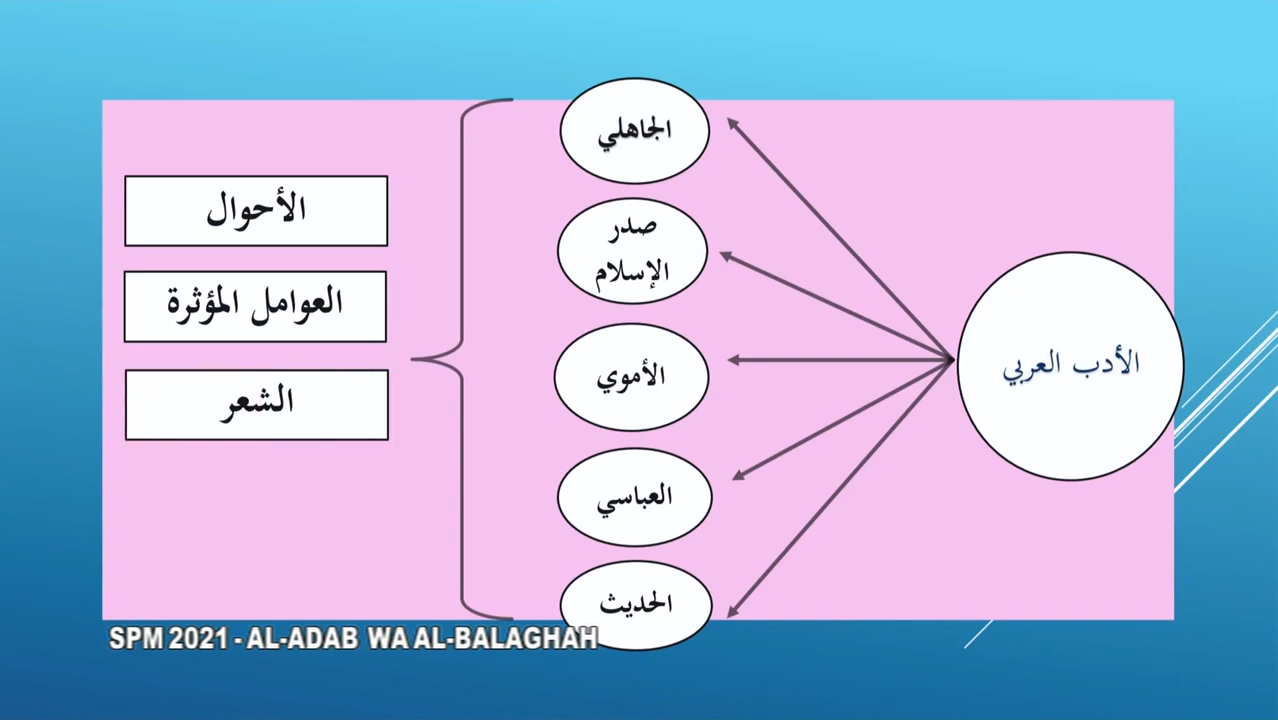 الأدب العربي
الجاهلي
صدر
الإسلام
الأموي
العباسي
الحديث
الأحوال
العوامل المؤثرة
الشعر
SPM 2021 - AL-ADAB WA AL-BALAGHAH